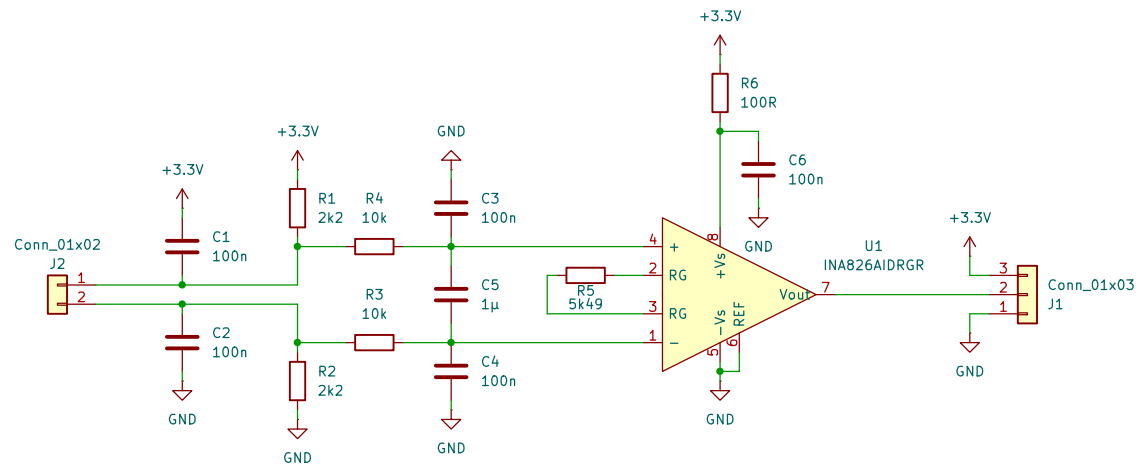 +3.3V
R6
100R
+3.3V
GND
C6
100n
+3.3V
R1
2k2
R4
10k
C3
100n
GND
+3.3V
C1
100n
Conn_01x02
J2
1
2
4
+
8
+Vs
U1
INA826AIDRGR
2
RG
R5
5k49
C5
1µ
R3
10k
3
RG
Vout
7
3
2
1
Conn_01x03
J1
C2
100n
1
-
-Vs
REF
5
6
GND
R2
2k2
C4
100n
GND
GND
GND
GND